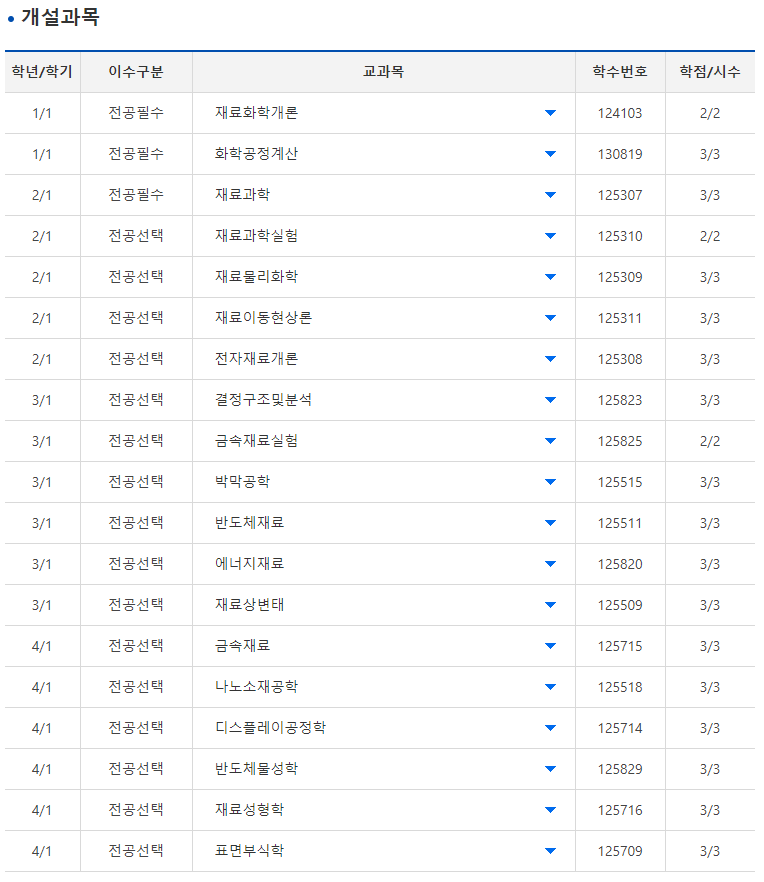 개설과목
학년/학기 이수구분 교과목 학수번호 학점/시수
1/1 전공필수 재료화학개론 124103 2/2
1/1 전공필수 화학공정계산 130819 3/3
2/1 전공필수 재료과학 125307 3/3
2/1 전공선택 재료과학실험 125310 2/2
2/1 전공선택 재료물리화학 125309 3/3
2/1 전공선택 재료이동현상론 125311 3/3
2/1 전공선택 전자재료개론 125308 3/3
3/1 전공선택 결정구조및분석 125823 3/3
3/1 전공선택 금속재료실험 125825 2/2
3/1 전공선택 박막공학 125515 3/3
3/1 전공선택 반도체재료 125511 3/3
3/1 전공선택 에너지재료 125820 3/3
3/1 전공선택 재료상변태 125509 3/3
4/1 전공선택 금속재료 125715 3/3
4/1 전공선택 나노소재공학 125518 3/3
4/1 전공선택 디스플레이공정학 125714 3/3
4/1 전공선택 반도체물성학 125829 3/3
4/1 전공선택 재료성형학 125716 3/3
4/1 전공선택 표면부식학 125709 3/3